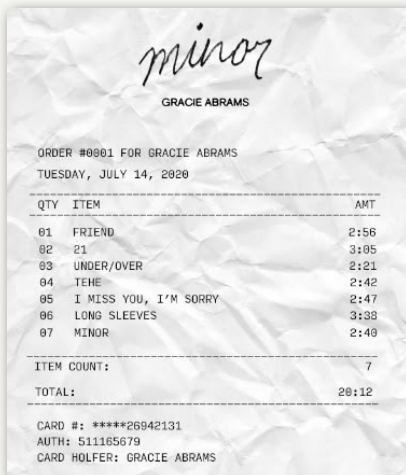 minor
GRACIE ABRAMS
ORDER #0001 FOR GRACIE ABRAMS
TUESDAY, JULY 14, 2020
QTY ITEM AMT
01 FRIEND 2:56
02 21 3:05
03 UNDER/OVER 2:21
04 TEHE 2:42
05 I MISS YOU, I'M SORRY 2:47
06 LONG SLEEVES 3:38
07 MINOR 2:40
ITEM COUNT: 7
TOTAL: 20:12
CARD #: *****26942131
AUTH: 511165679
CARD HOLFER: GRACIE ABRAMS